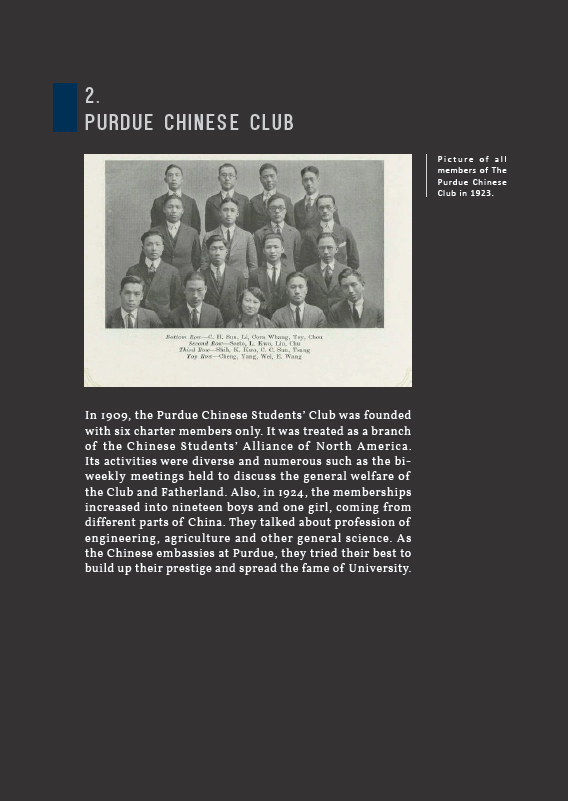 2.
PURDUE CHINESE CLUB
Picture of all
members of The
Purdue Chinese
Club in 1923.
Bottom Row—C. H. Sun, Li, Cora Whang, Tsy, Chou
Second Row—Seeto, L. Kwo, Liu, Chu
Third Row—Shih, K. Kuo, C. C. Sun, Tsang
Top Row—Cheng, Yang, Wei, E. Wang
In 1909, the Purdue Chinese Students' Club was founded
with six charter members only. It was treated as a branch
of the Chinese Students' Alliance of North America.
Its activities were diverse and numerous such as the bi-
weekly meetings held to discuss the general welfare of
the Club and Fatherland. Also, in 1924, the memberships
increased into nineteen boys and one girl, coming from
different parts of China. They talked about profession of
engineering, agriculture and other general science. As
the Chinese embassies at Purdue, they tried their best to
build up their prestige and spread the fame of University.